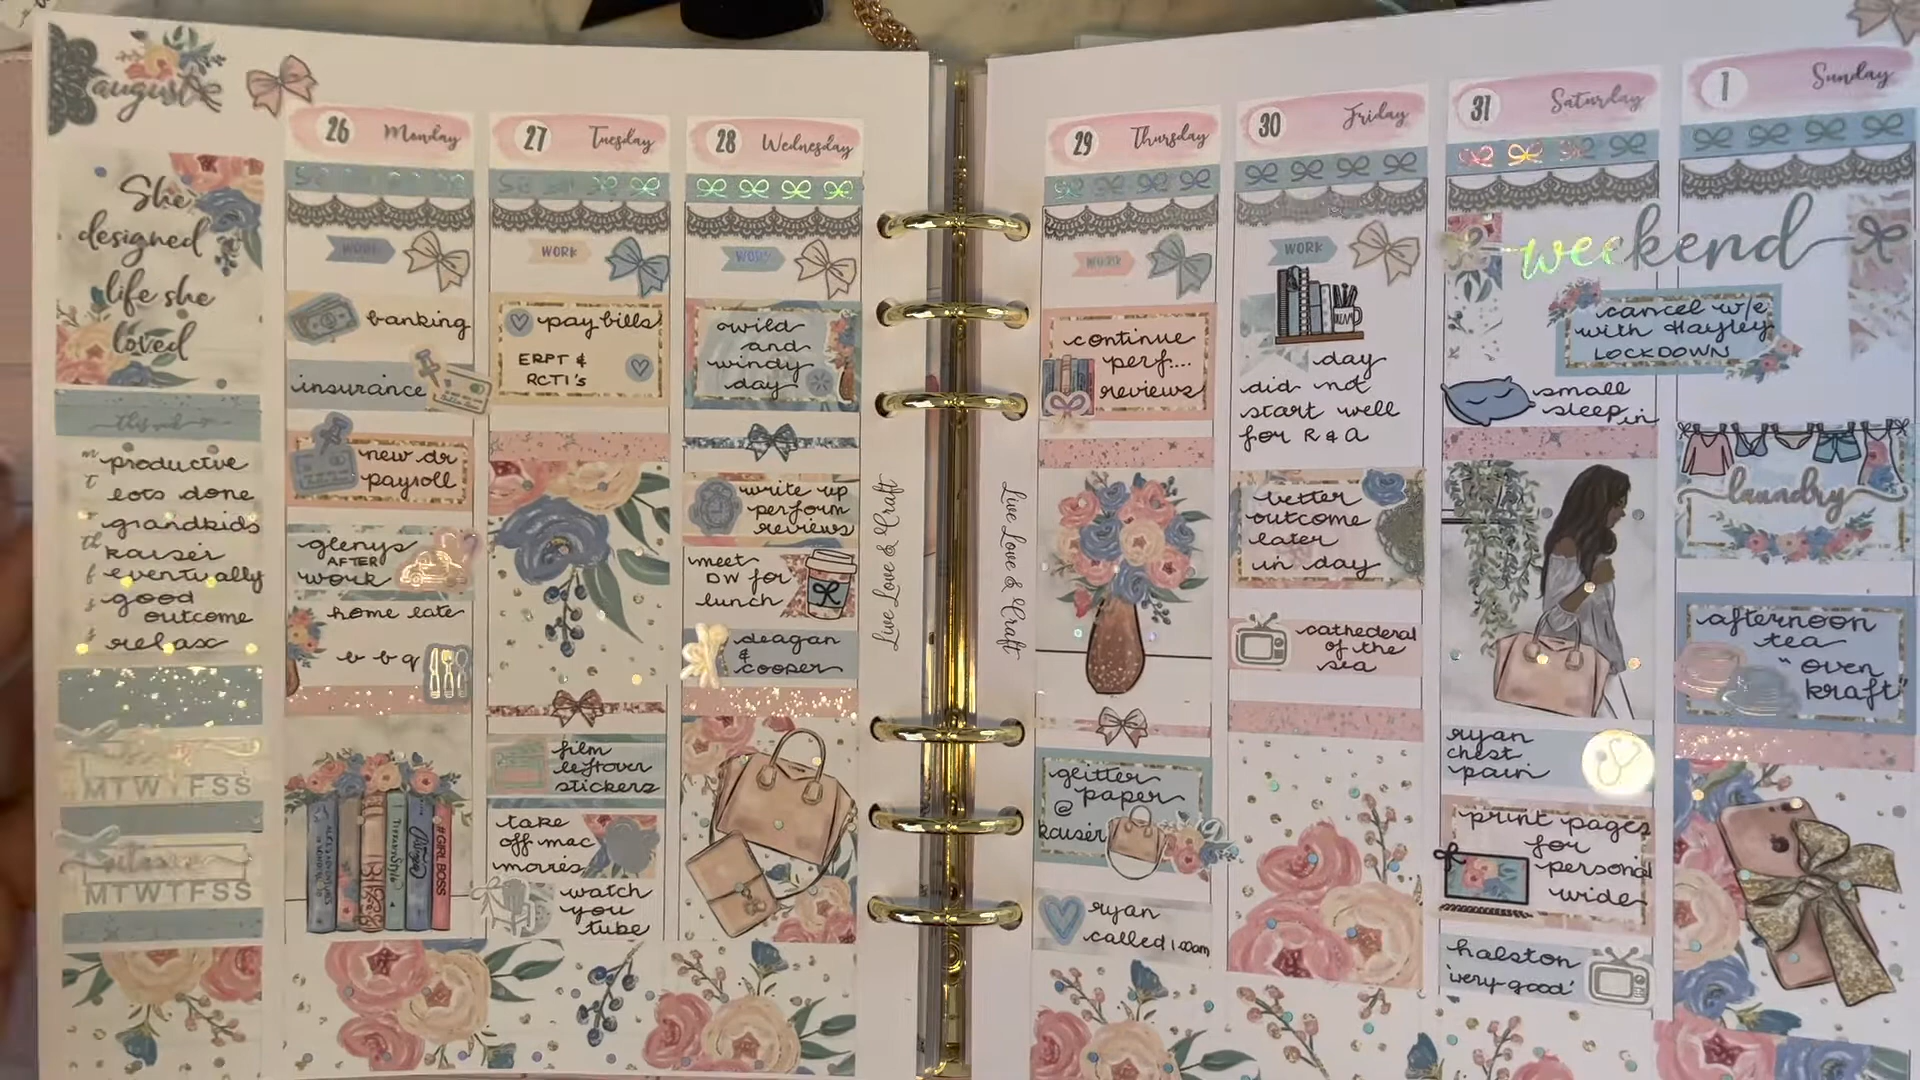 august
She
designed
life she
loved
this week
m productive
t lots done
grandkids
th kaiser
f eventually
s good
outcome
s relax
MTWTFSS
MTWTFSS
26 Monday
WORK
banking
insurance
new dr
payroll
glenys
AFTER
work
home late
b b q
#GIRLBOSS
27 Tuesday
WORK
pay bills
ERPT &
RCTI's
film
leftover
stickers
take
off mac
movies
watch
you
tube
28 Wednesday
WORK
wild
and
windy
day
write up
perform
reviews
meet
DW for
lunch
deagan
&
cooper
Live Love & Craft
Live Love & Craft
29 Thursday
WORK
continue
perf...
reviews
glitter
paper
@
kaiser
ryan
called 1.00am
30 Friday
WORK
day
did not
start well
for R & A
better
outcome
later
in day
cathederal
of the
sea
31 Saturday
weekend
cancel w/e
with Hayley
LOCKDOWN
small
sleep in
ryan
chest
pain
print pages
for
personal
wide
halston
'very good'
1 Sunday
laundry
afternoon
tea
"oven
kraft"